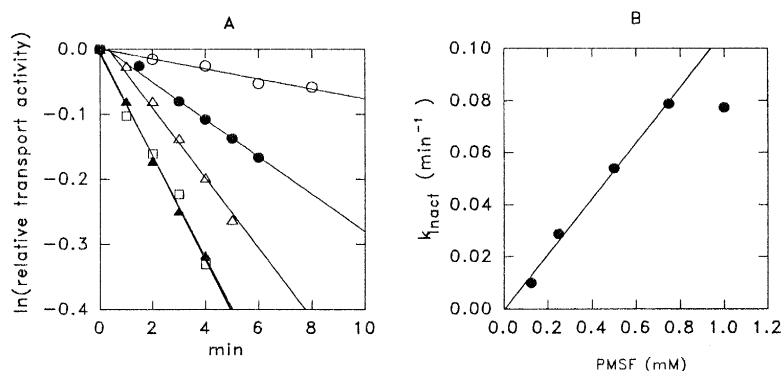 A
ln(relative transport activity)
0.0
-0.1
-0.2
-0.3
-0.4
0 2 4 6 8 10
min
B
k_inact (min⁻¹)
0.10
0.08
0.06
0.04
0.02
0.00
0.0 0.2 0.4 0.6 0.8 1.0 1.2
PMSF (mM)